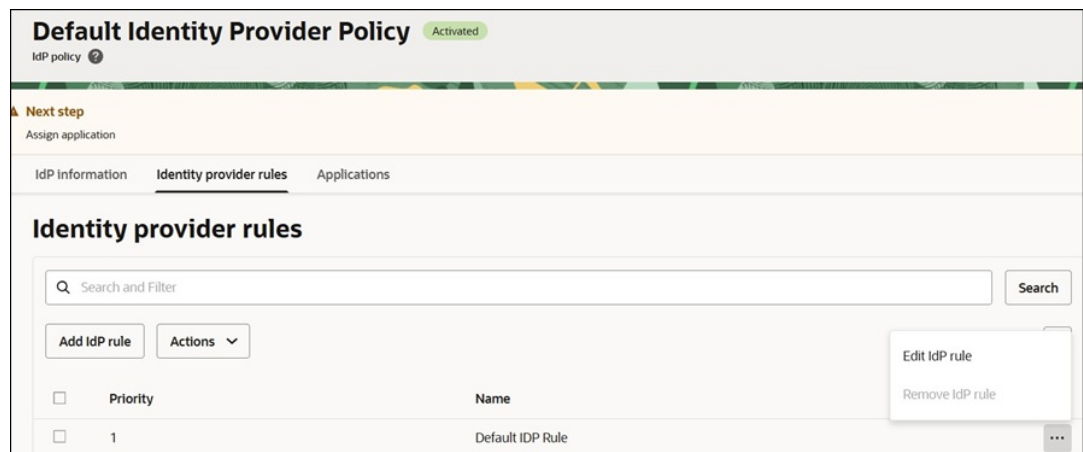 Default Identity Provider Policy Activated
IdP policy ?
Next step
Assign application
IdP information Identity provider rules Applications
Identity provider rules
Search and Filter Search
Add IdP rule Actions
Edit IdP rule
Remove IdP rule
Priority Name
1 Default IDP Rule ...